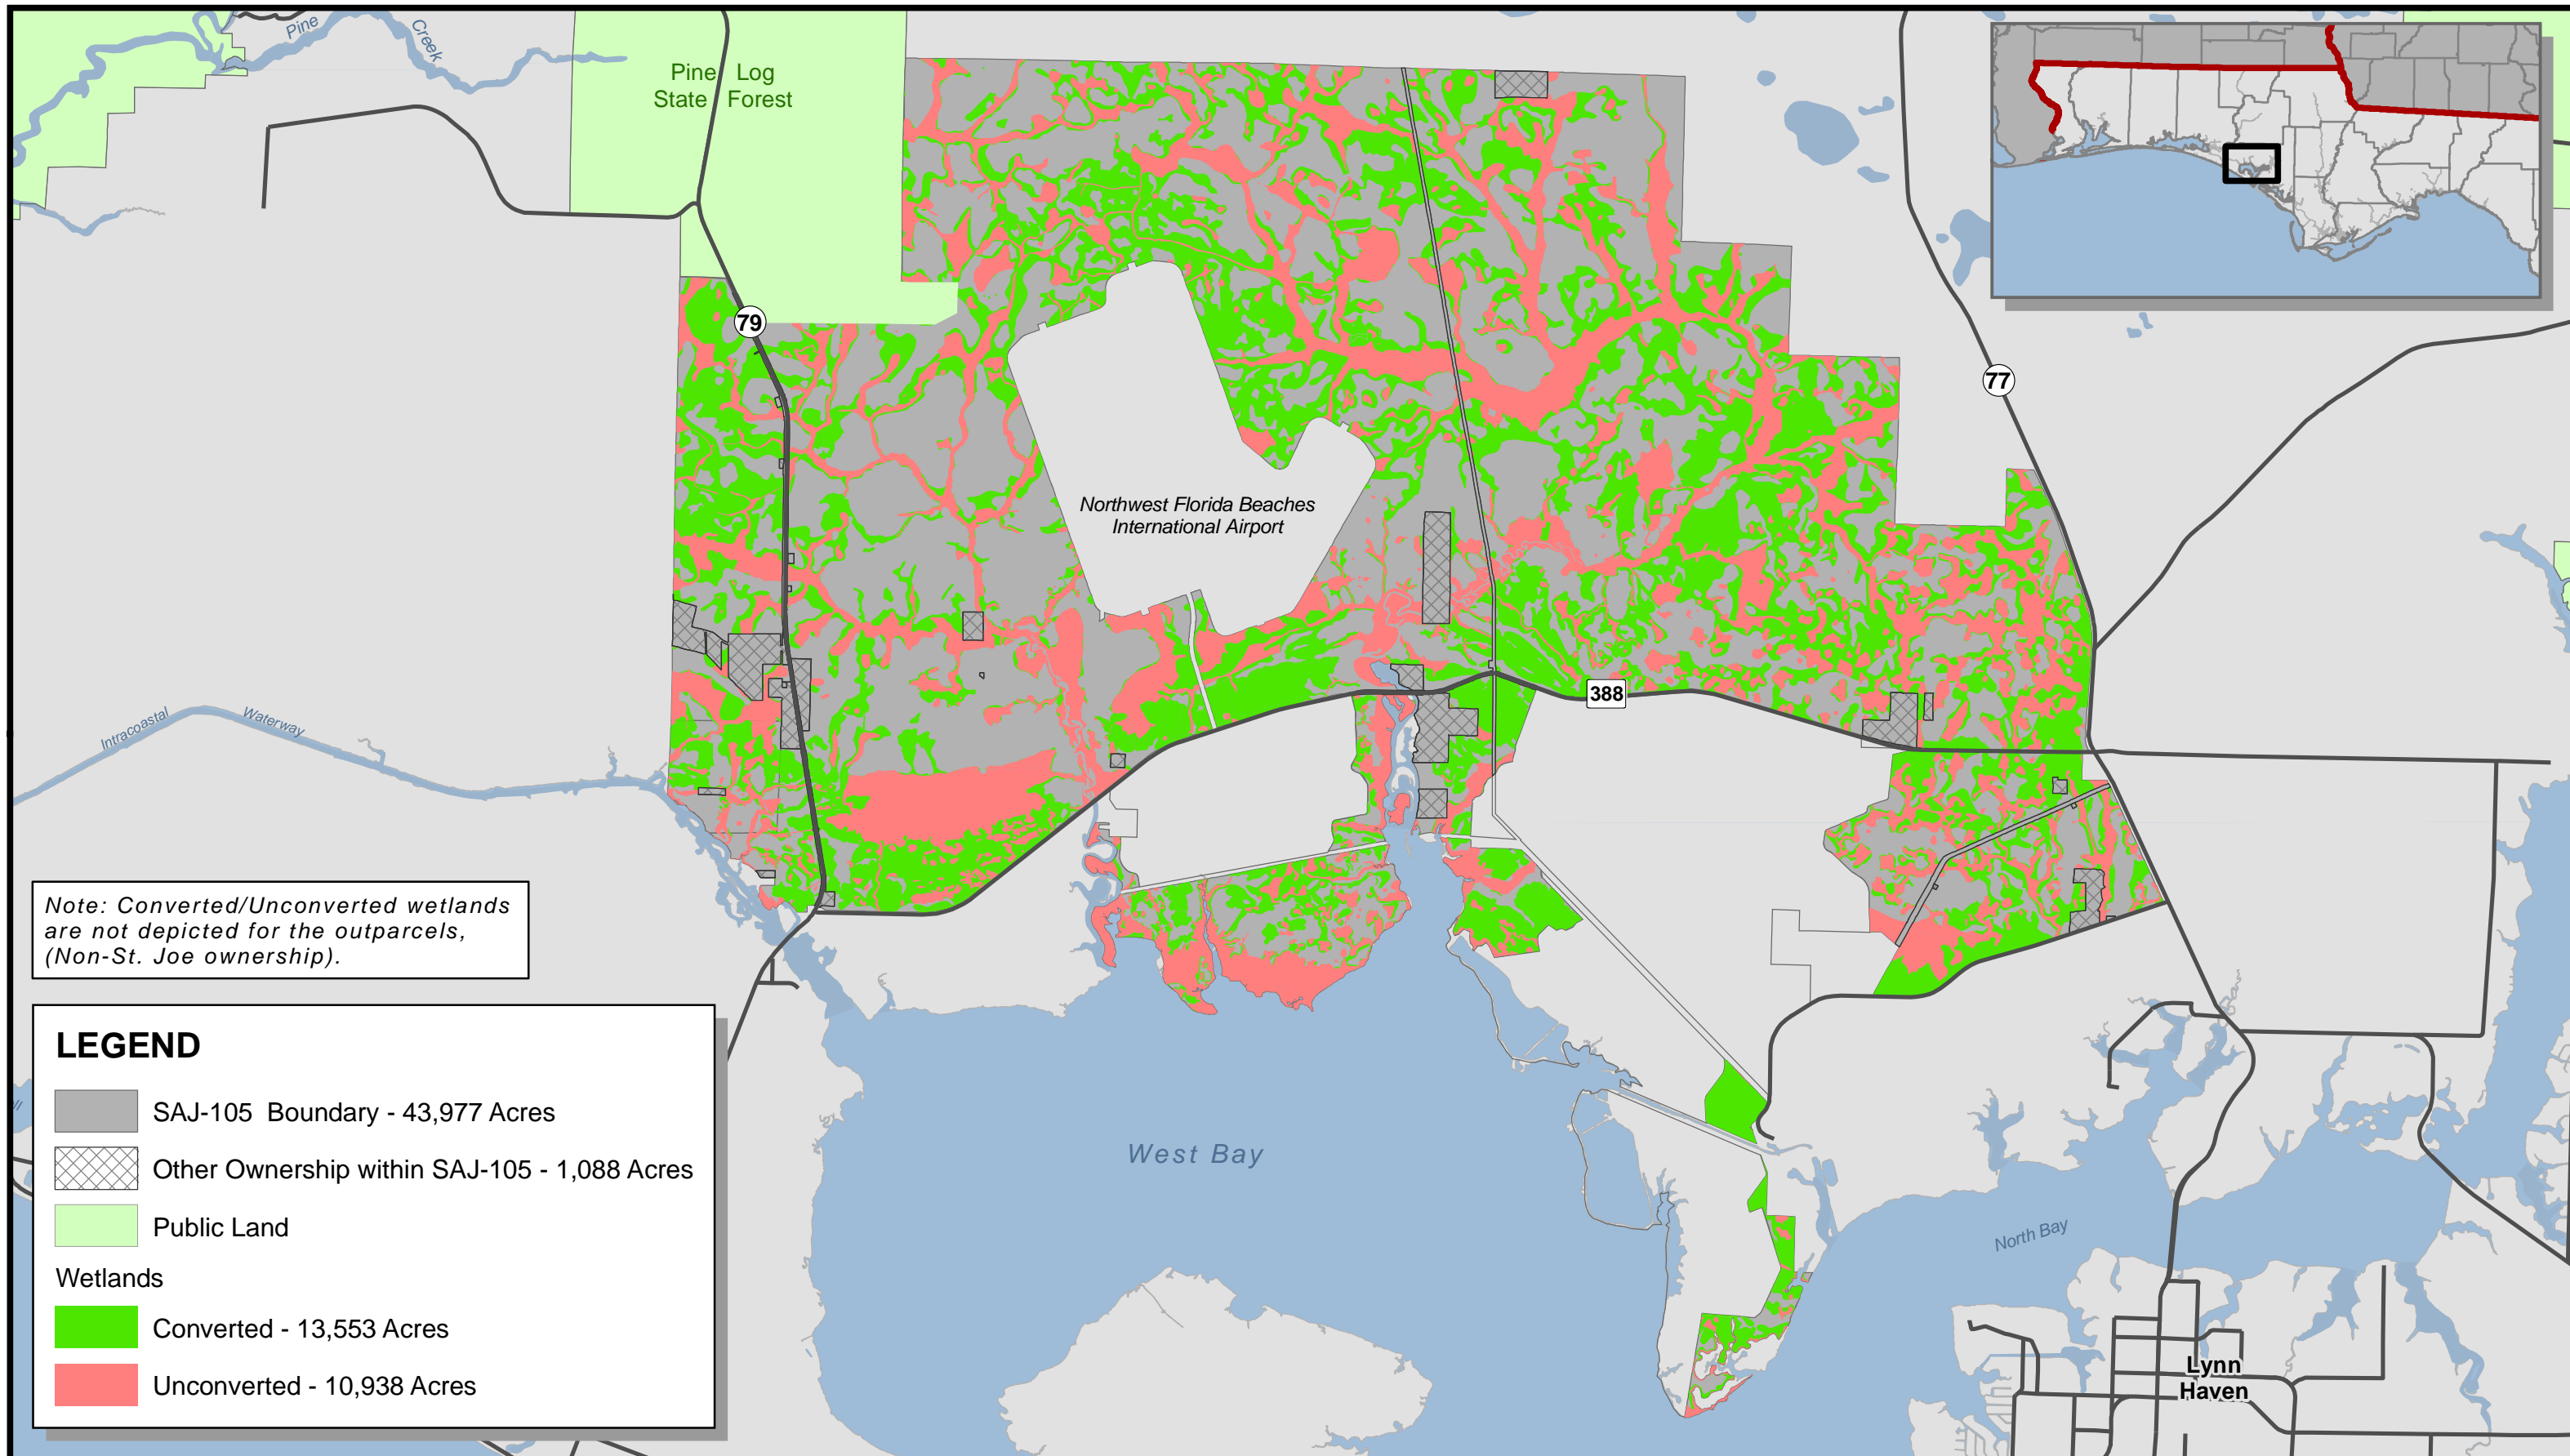 Pine
Creek
Pine Log
State Forest
79
77
Northwest Florida Beaches
International Airport
388
Intracoastal
Waterway
Note: Converted/Unconverted wetlands
are not depicted for the outparcels,
(Non-St. Joe ownership).
LEGEND
SAJ-105 Boundary - 43,977 Acres
Other Ownership within SAJ-105 - 1,088 Acres
Public Land
Wetlands
Converted - 13,553 Acres
Unconverted - 10,938 Acres
West Bay
North Bay
Lynn
Haven